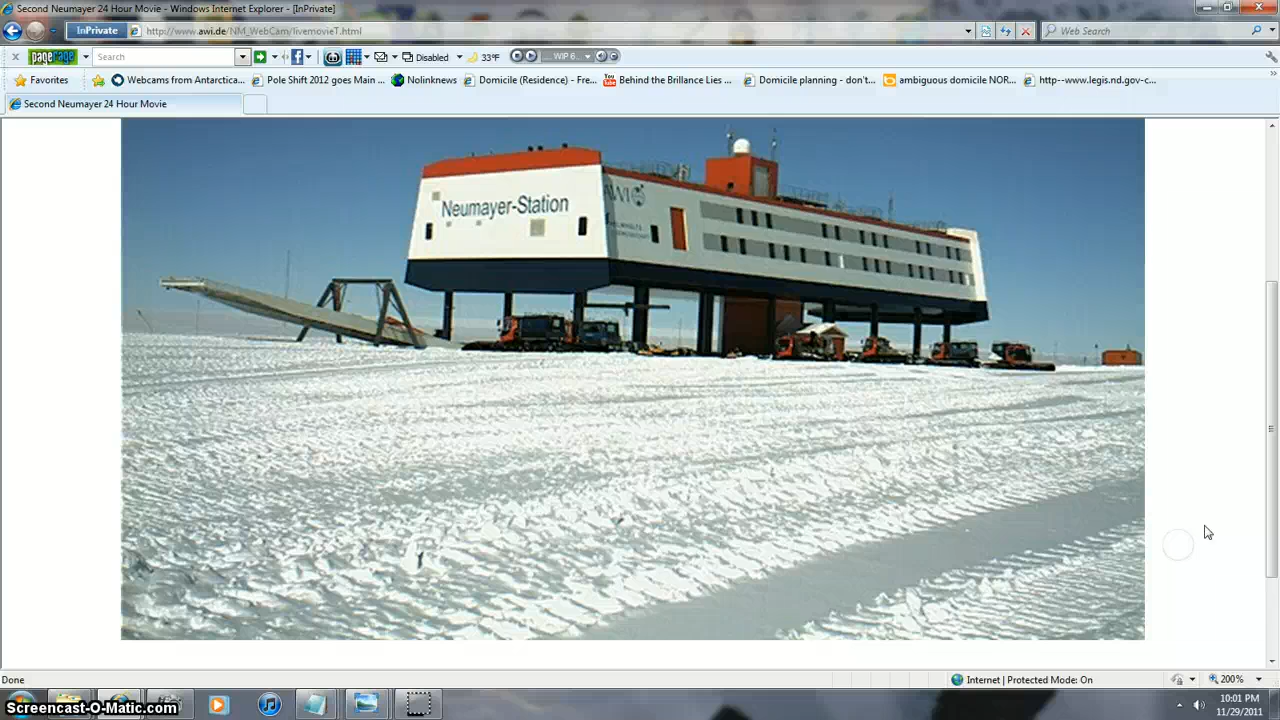 Second Neumayer 24 Hour Movie - Windows Internet Explorer - [InPrivate]
InPrivate http://www.awi.de/NM_WebCam/livemovieT.html Web Search
Search Disabled 33°F ... WIP 6...
Favorites Webcams from Antarctica... Pole Shift 2012 goes Main ... Nolinknews Domicile (Residence) - Fre... Behind the Brillance Lies ... Domicile planning - don't... ambiguous domicile NOR... http--www.legis.nd.gov-c...
Second Neumayer 24 Hour Movie
Neumayer-Station
AWI
Done Internet | Protected Mode: On 200%
10:01 PM
Screencast-O-Matic.com 11/29/2011